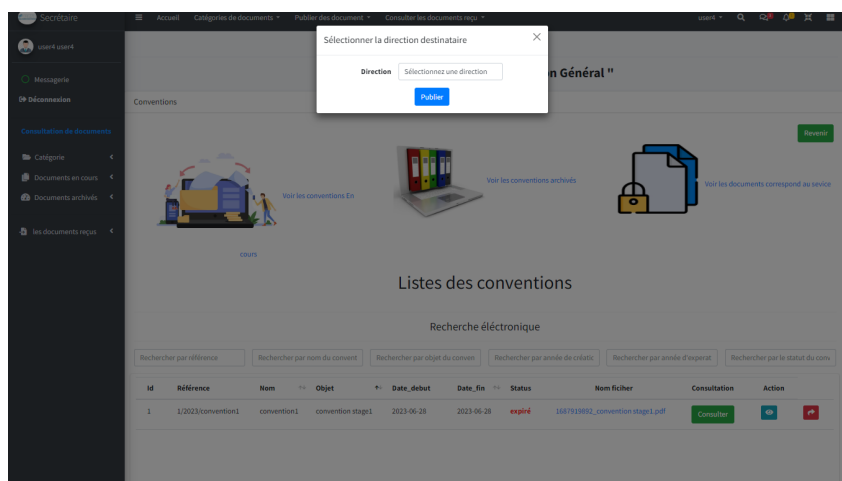 Secrétaire
Accueil Catégories de documents Publier des document Consulter les documents reçu user4
user4 user4
Messagerie
Déconnexion
Consultation de documents
Catégorie
Documents en cours
Documents archivés
les documents reçus
Sélectionner la direction destinataire
Direction Sélectionnez une direction
Publier
n Général "
Conventions
Revenir
Voir les conventions En
cours
Voir les conventions archivés
Voir les documents correspond au sevice
Listes des conventions
Recherche éléctronique
Rechercher par référence Rechercher par nom du convent Rechercher par objet du conven Rechercher par année de créatic Rechercher par année d'experat Rechercher par le statut du conv
Id Référence Nom Objet Date_debut Date_fin Status Nom ficiher Consultation Action
1 1/2023/convention1 convention1 convention stage1 2023-06-28 2023-06-28 expiré 1687919892_convention stage1.pdf Consulter